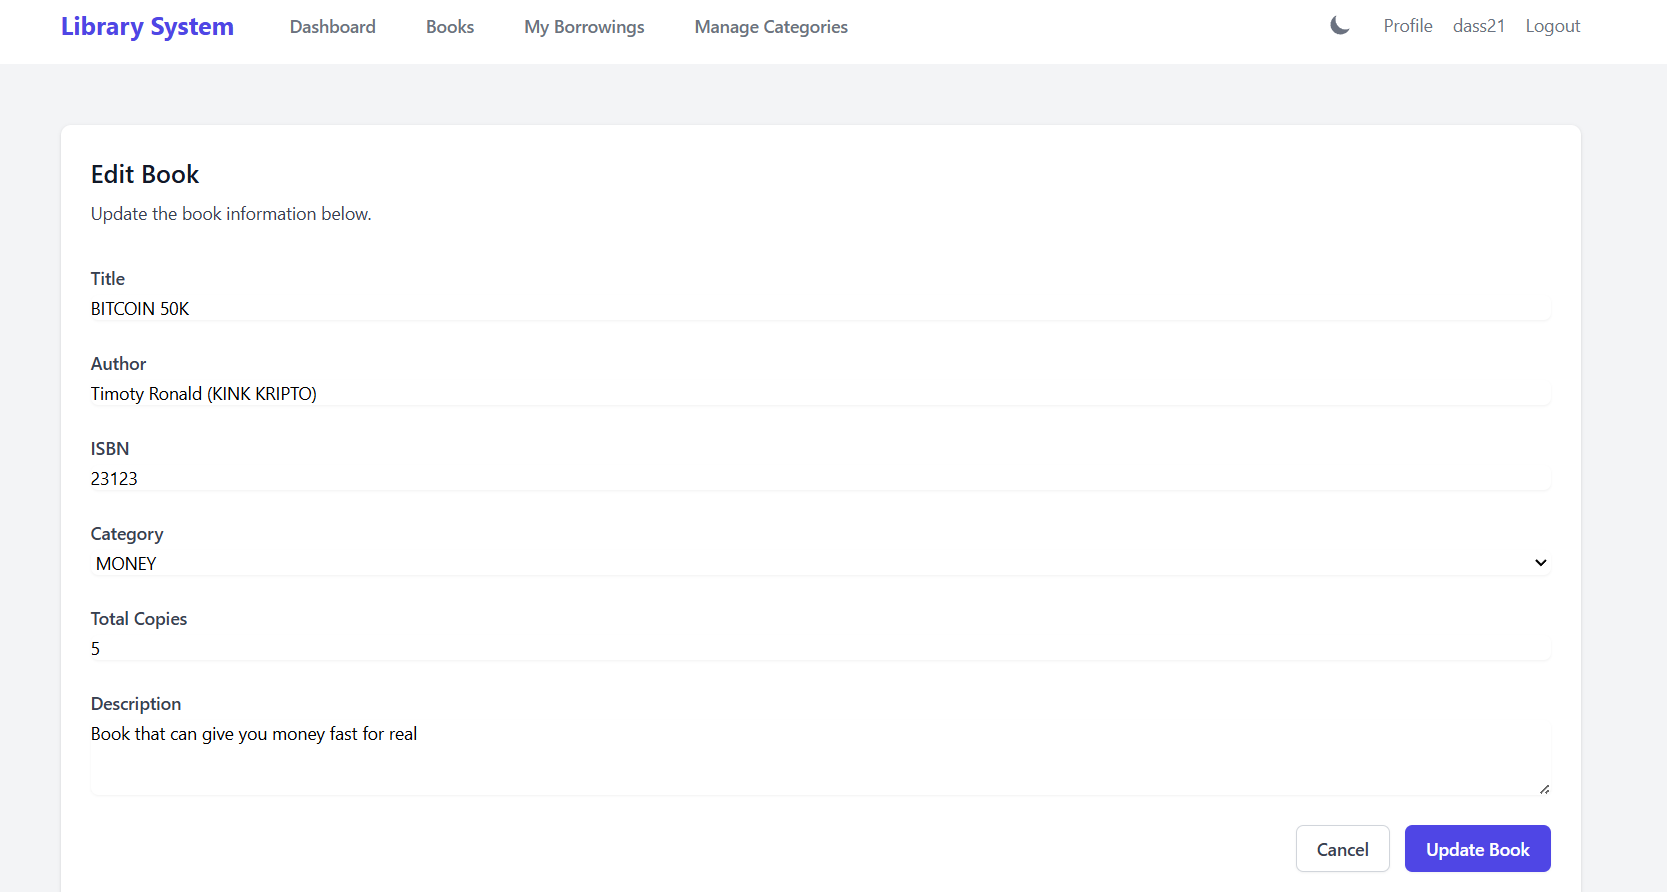 Library System Dashboard Books My Borrowings Manage Categories Profile dass21 Logout
Edit Book
Update the book information below.
Title
BITCOIN 50K
Author
Timoty Ronald (KINK KRIPTO)
ISBN
23123
Category
MONEY
Total Copies
5
Description
Book that can give you money fast for real
Cancel Update Book